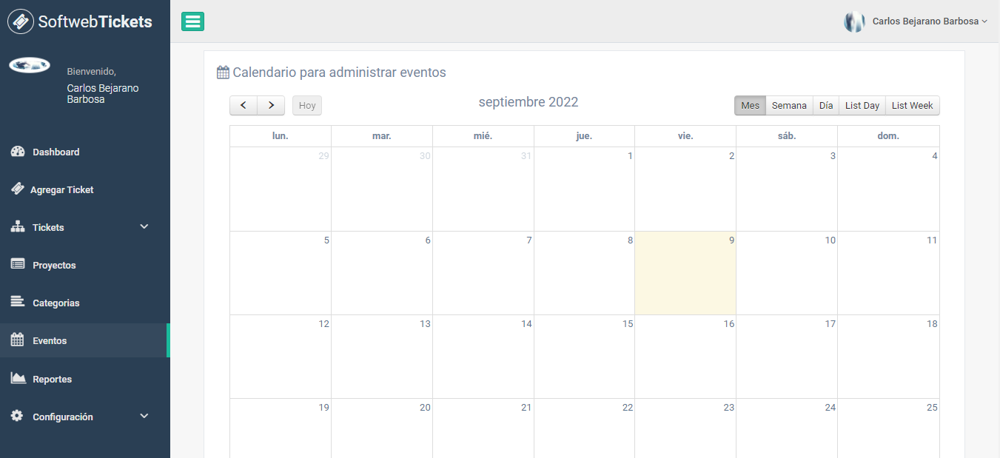 SoftwebTickets
Carlos Bejarano Barbosa
Bienvenido,
Carlos Bejarano
Barbosa
Dashboard
Agregar Ticket
Tickets
Proyectos
Categorias
Eventos
Reportes
Configuración
Calendario para administrar eventos
Hoy
septiembre 2022
Mes Semana Día List Day List Week
lun. mar. mié. jue. vie. sáb. dom.
29 30 31 1 2 3 4
5 6 7 8 9 10 11
12 13 14 15 16 17 18
19 20 21 22 23 24 25